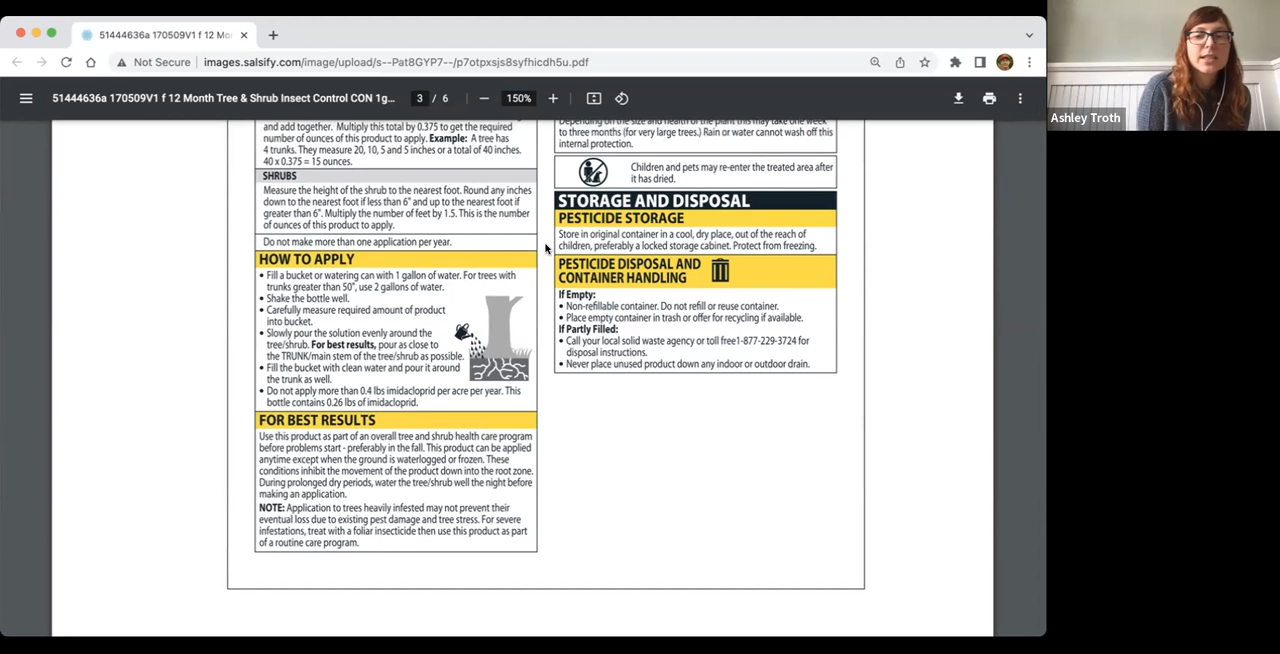 51444636a 170509V1 f 12 Mo
Not Secure
images.salsify.com/image/upload/s--Pat8GYP7--/p7otpxsjs8syfhicdh5u.pdf
51444636a 170509V1 f 12 Month Tree & Shrub Insect Control CON 1g...
3 / 6
150%
Ashley Troth
and add together. Multiply this total by 0.375 to get the required
number of ounces of this product to apply. Example: A tree has
4 trunks. They measure 20, 10, 5 and 5 inches or a total of 40 inches.
40 x 0.375 = 15 ounces.
SHRUBS
Measure the height of the shrub to the nearest foot. Round any inches
down to the nearest foot if less than 6" and up to the nearest foot if
greater than 6". Multiply the number of feet by 1.5. This is the number
of ounces of this product to apply.
Do not make more than one application per year.
HOW TO APPLY
• Fill a bucket or watering can with 1 gallon of water. For trees with
trunks greater than 50", use 2 gallons of water.
• Shake the bottle well.
• Carefully measure required amount of product
into bucket.
• Slowly pour the solution evenly around the
tree/shrub. For best results, pour as close to
the TRUNK/main stem of the tree/shrub as possible.
• Fill the bucket with clean water and pour it around
the trunk as well.
• Do not apply more than 0.4 lbs imidacloprid per acre per year. This
bottle contains 0.26 lbs of imidacloprid.
FOR BEST RESULTS
Use this product as part of an overall tree and shrub health care program
before problems start - preferably in the fall. This product can be applied
anytime except when the ground is waterlogged or frozen. These
conditions inhibit the movement of the product down into the root zone.
During prolonged dry periods, water the tree/shrub well the night before
making an application.
NOTE: Application to trees heavily infested may not prevent their
eventual loss due to existing pest damage and tree stress. For severe
infestations, treat with a foliar insecticide then use this product as part
of a routine care program.
Depending on the size and health of the plant this may take one week
to three months (for very large trees.) Rain or water cannot wash off this
internal protection.
Children and pets may re-enter the treated area after
it has dried.
STORAGE AND DISPOSAL
PESTICIDE STORAGE
Store in original container in a cool, dry place, out of the reach of
children, preferably a locked storage cabinet. Protect from freezing.
PESTICIDE DISPOSAL AND
CONTAINER HANDLING
If Empty:
• Non-refillable container. Do not refill or reuse container.
• Place empty container in trash or offer for recycling if available.
If Partly Filled:
• Call your local solid waste agency or toll free1-877-229-3724 for
disposal instructions.
• Never place unused product down any indoor or outdoor drain.